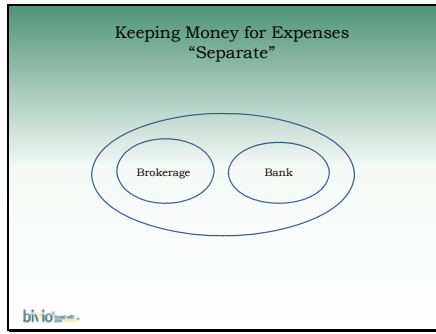 Keeping Money for Expenses
“Separate”
Brokerage
Bank
bivio